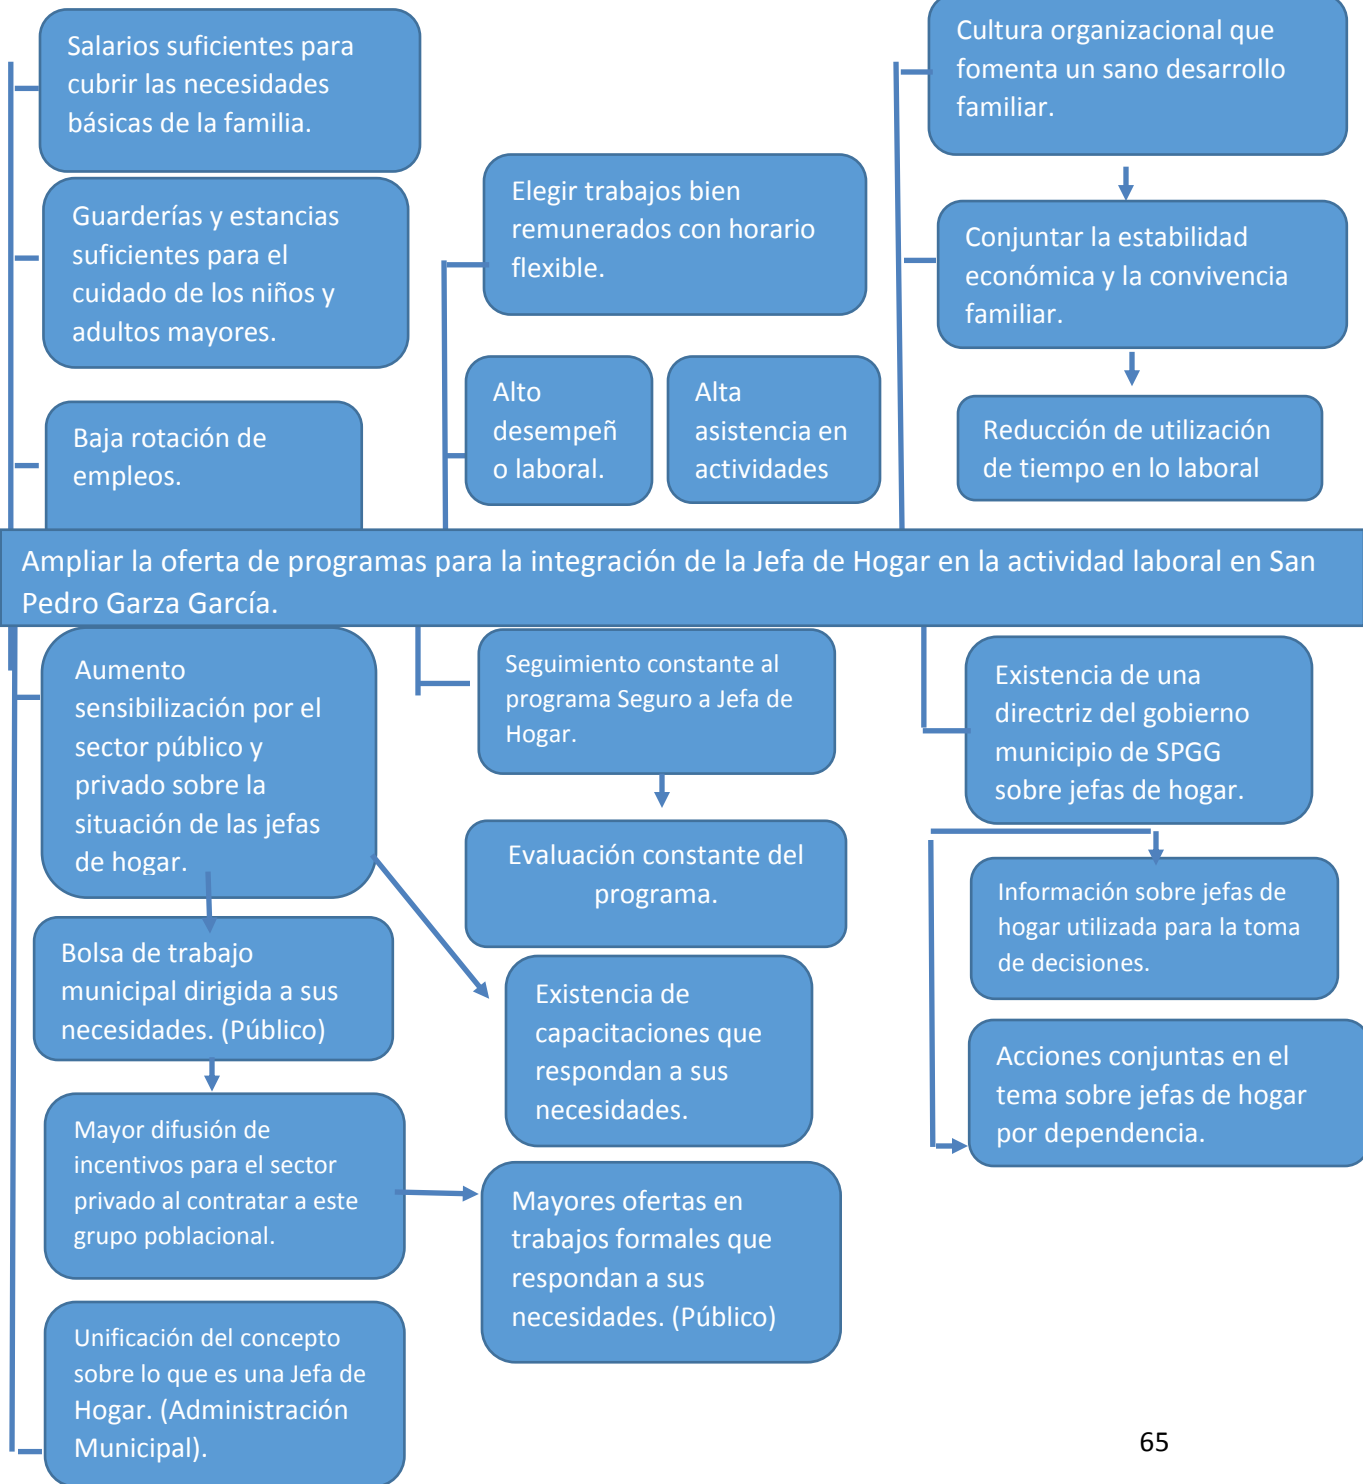 Salarios suficientes para
cubrir las necesidades
básicas de la familia.
Guarderías y estancias
suficientes para el
cuidado de los niños y
adultos mayores.
Baja rotación de
empleos.
Elegir trabajos bien
remunerados con horario
flexible.
Alto
desempeñ
o laboral.
Alta
asistencia en
actividades
Cultura organizacional que
fomenta un sano desarrollo
familiar.
Conjuntar la estabilidad
económica y la convivencia
familiar.
Reducción de utilización
de tiempo en lo laboral
Ampliar la oferta de programas para la integración de la Jefa de Hogar en la actividad laboral en San
Pedro Garza García.
Aumento
sensibilización por el
sector público y
privado sobre la
situación de las jefas
de hogar.
Bolsa de trabajo
municipal dirigida a sus
necesidades. (Público)
Mayor difusión de
incentivos para el sector
privado al contratar a este
grupo poblacional.
Unificación del concepto
sobre lo que es una Jefa de
Hogar. (Administración
Municipal).
Seguimiento constante al
programa Seguro a Jefa de
Hogar.
Evaluación constante del
programa.
Existencia de
capacitaciones que
respondan a sus
necesidades.
Mayores ofertas en
trabajos formales que
respondan a sus
necesidades. (Público)
Existencia de una
directriz del gobierno
municipio de SPGG
sobre jefas de hogar.
Información sobre jefas de
hogar utilizada para la toma
de decisiones.
Acciones conjuntas en el
tema sobre jefas de hogar
por dependencia.
65